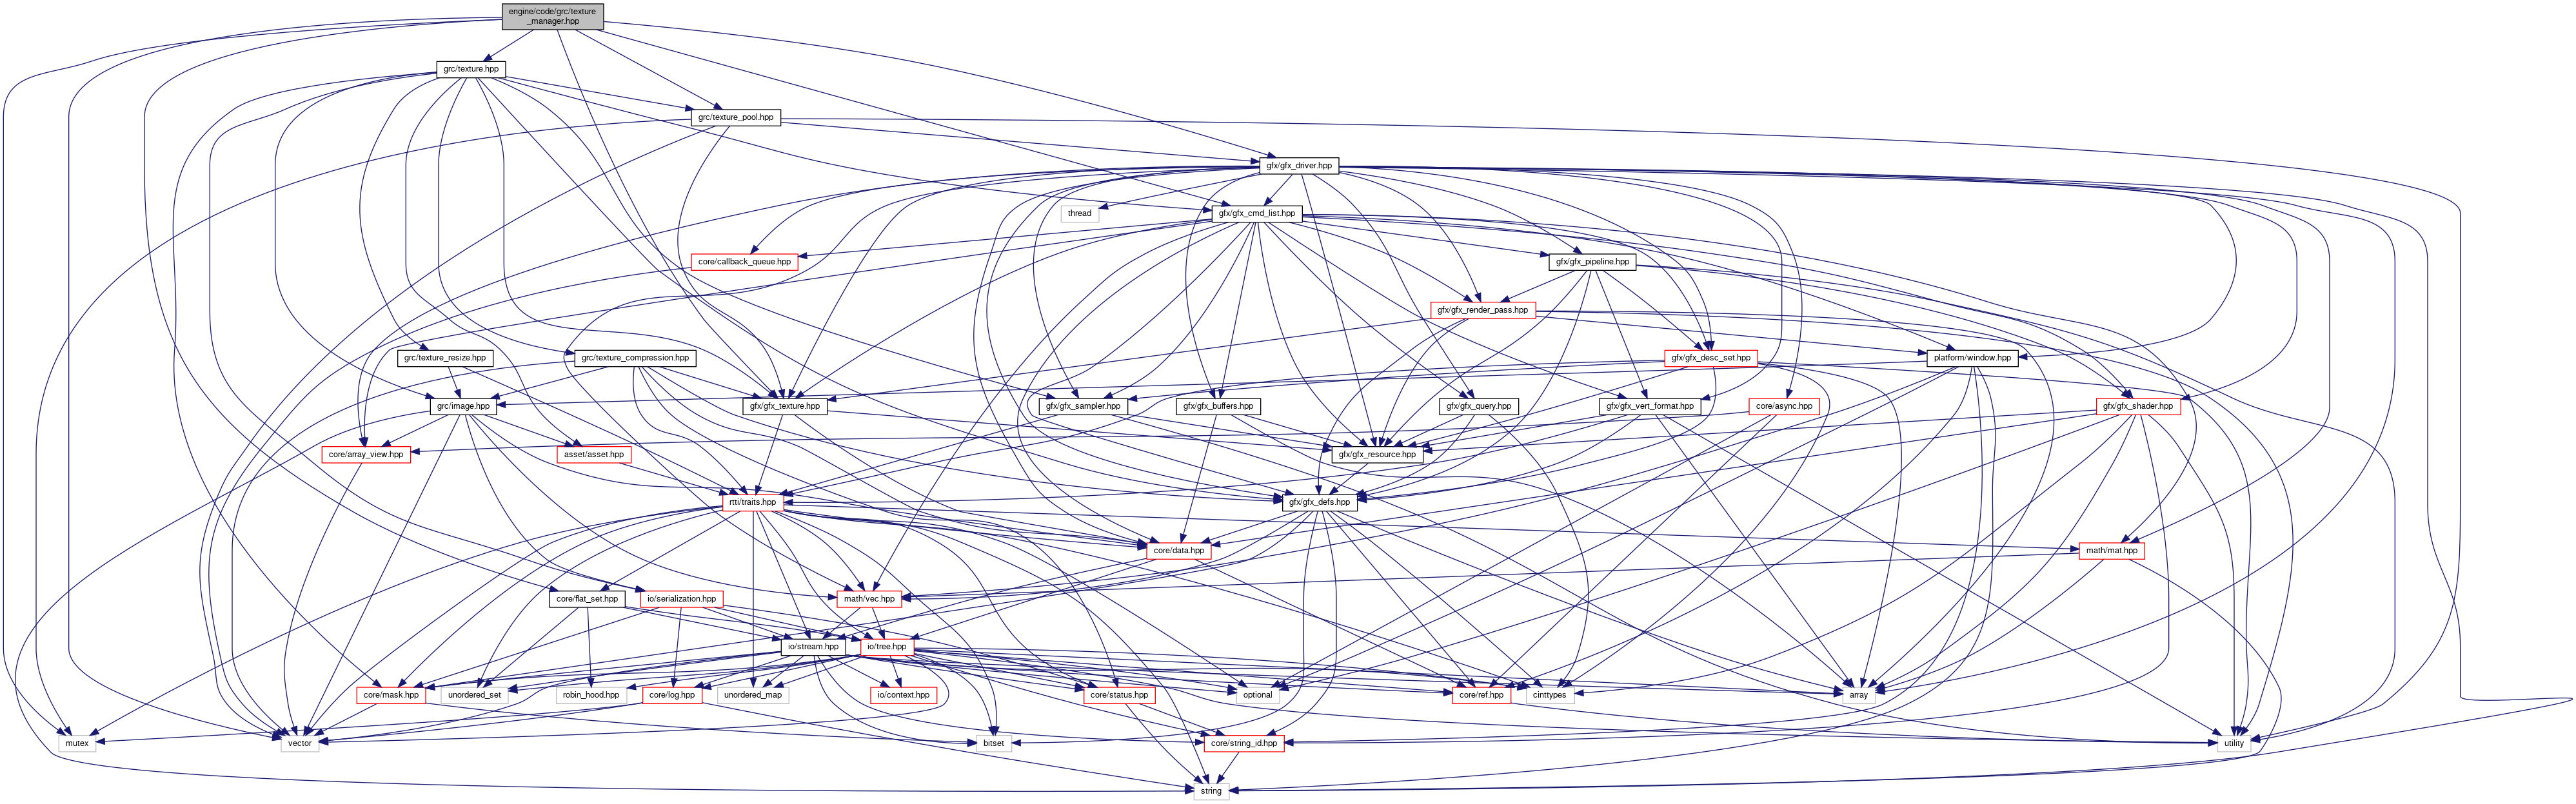 engine/code/grc/texture
_manager.hpp
grc/texture.hpp
grc/texture_pool.hpp
gfx/gfx_driver.hpp
thread
gfx/gfx_cmd_list.hpp
core/callback_queue.hpp
gfx/gfx_pipeline.hpp
gfx/gfx_render_pass.hpp
grc/texture_resize.hpp
grc/texture_compression.hpp
gfx/gfx_desc_set.hpp
platform/window.hpp
grc/image.hpp
gfx/gfx_texture.hpp
gfx/gfx_sampler.hpp
gfx/gfx_buffers.hpp
gfx/gfx_query.hpp
gfx/gfx_vert_format.hpp
core/async.hpp
gfx/gfx_shader.hpp
core/array_view.hpp
asset/asset.hpp
gfx/gfx_resource.hpp
rtti/traits.hpp
gfx/gfx_defs.hpp
core/data.hpp
math/mat.hpp
core/flat_set.hpp
io/serialization.hpp
math/vec.hpp
io/stream.hpp
io/tree.hpp
core/mask.hpp
unordered_set
robin_hood.hpp
core/log.hpp
unordered_map
io/context.hpp
core/status.hpp
optional
core/ref.hpp
cinttypes
array
mutex
vector
bitset
core/string_id.hpp
utility
string